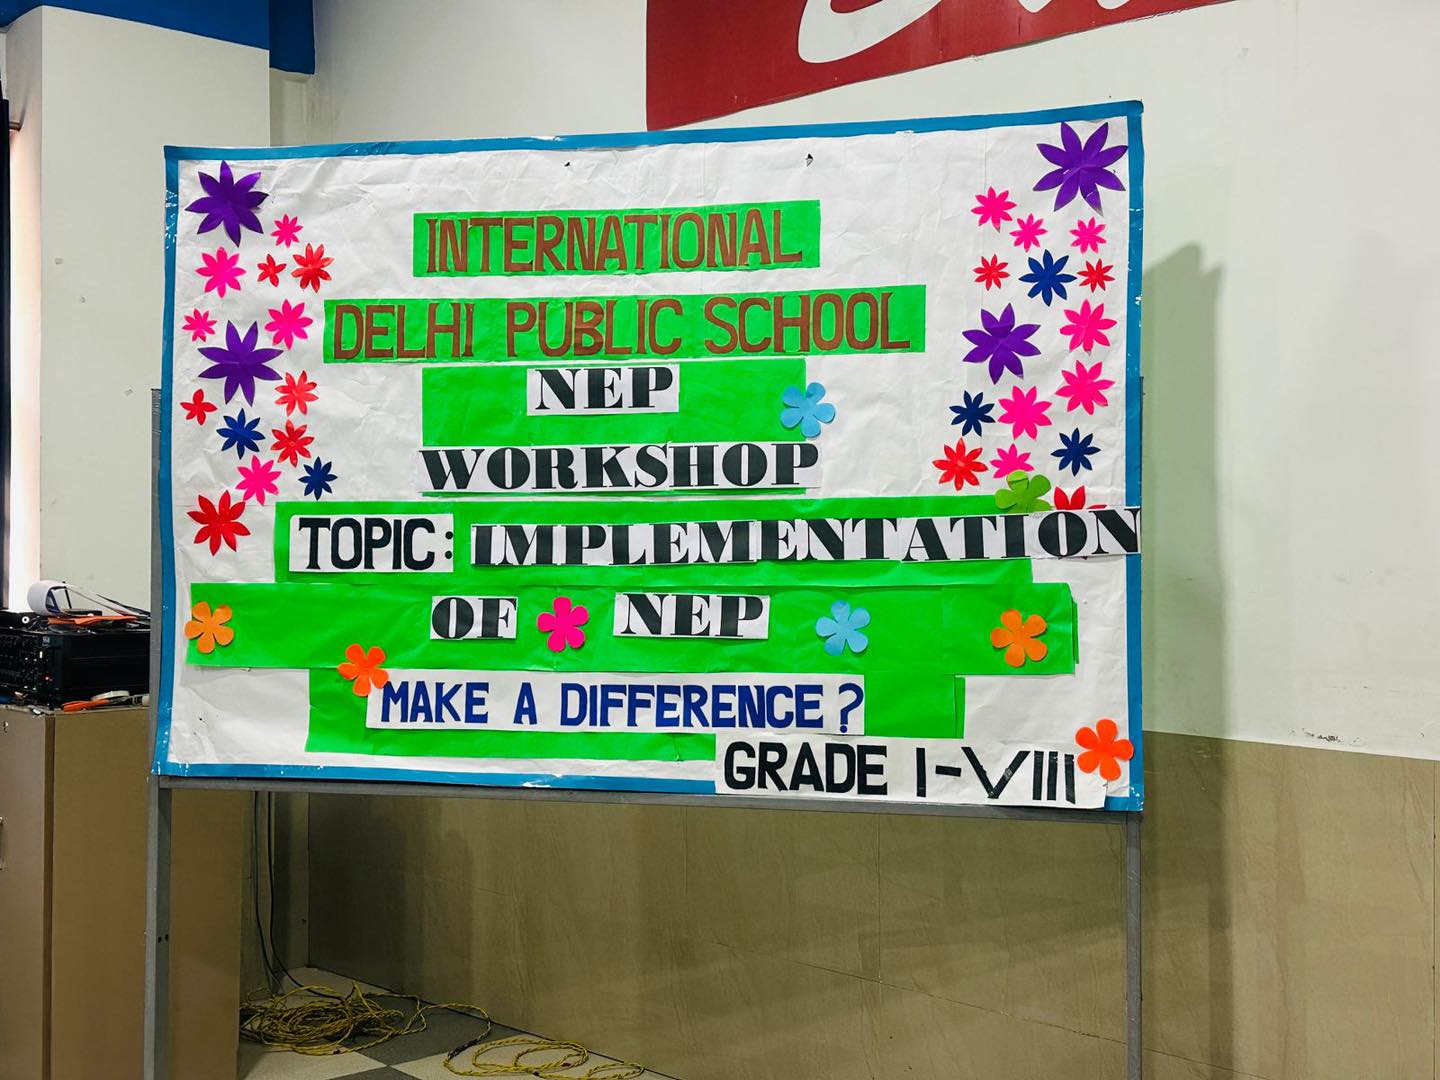 INTERNATIONAL
DELHI PUBLIC SCHOOL
NEP
WORKSHOP
TOPIC: IMPLEMENTATION
OF NEP
MAKE A DIFFERENCE?
GRADE I-VIII